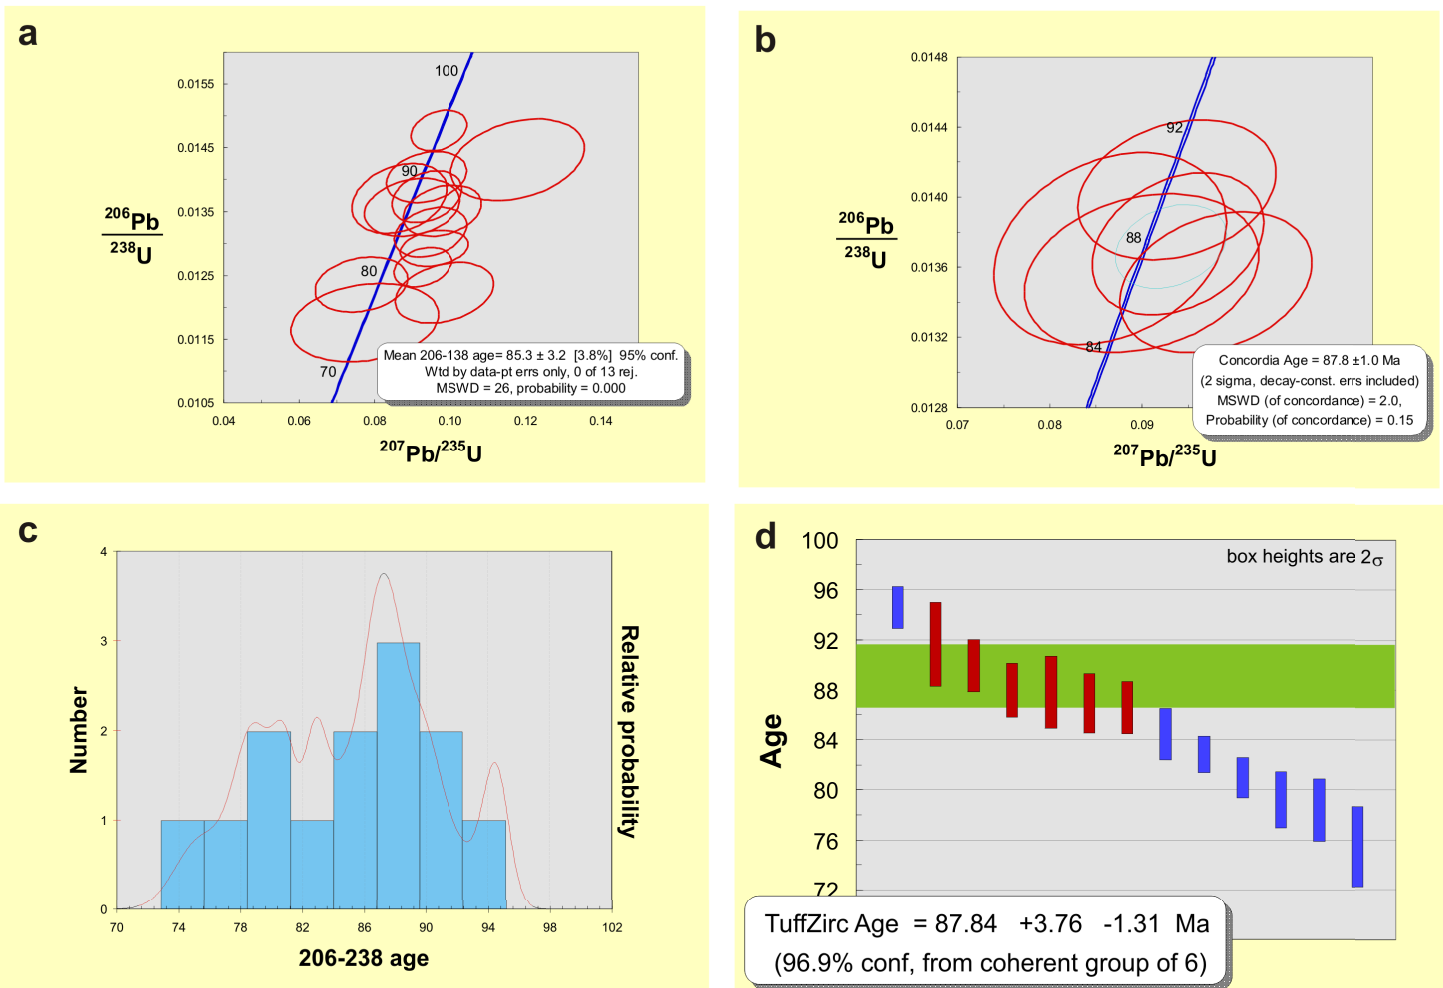 a
100
0.0155
0.0145
90
206Pb
238U
0.0135
0.0125
80
0.0115
70
0.0105
Mean 206-138 age= 85.3 ± 3.2 [3.8%] 95% conf.
Wtd by data-pt errs only, 0 of 13 rej.
MSWD = 26, probability = 0.000
0.04 0.06 0.08 0.10 0.12 0.14
207Pb/235U
b
0.0148
0.0144
92
0.0140
206Pb
238U
88
0.0136
0.0132
84
0.0128
Concordia Age = 87.8 ±1.0 Ma
(2 sigma, decay-const. errs included)
MSWD (of concordance) = 2.0,
Probability (of concordance) = 0.15
0.07 0.08 0.09
207Pb/235U
c
4
3
2
1
0
Number
Relative probability
70 74 78 82 86 90 94 98 102
206-238 age
d
box heights are 2σ
100
96
92
88
84
80
76
72
Age
TuffZirc Age = 87.84 +3.76 -1.31 Ma
(96.9% conf, from coherent group of 6)